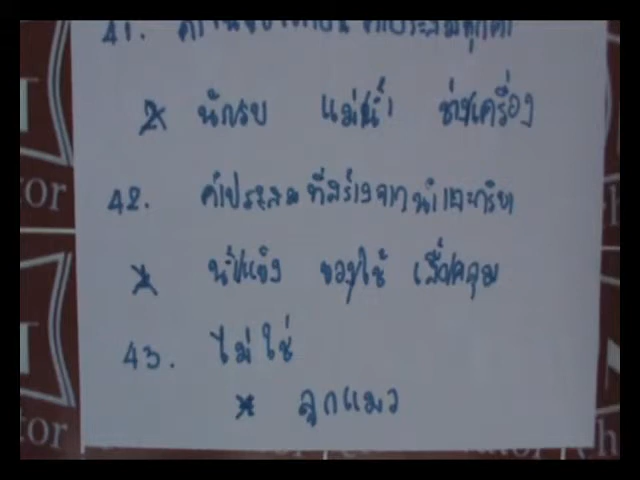 41.
2 นักรบ แม่น้ำ ช่างเครื่อง
42. คำประสมที่สร้างจากนามและกริยา
น้ำแข็ง ของใช้ เสื้อคลุม
43. ไม่ใช่
* ลูกแมว
tor
tor